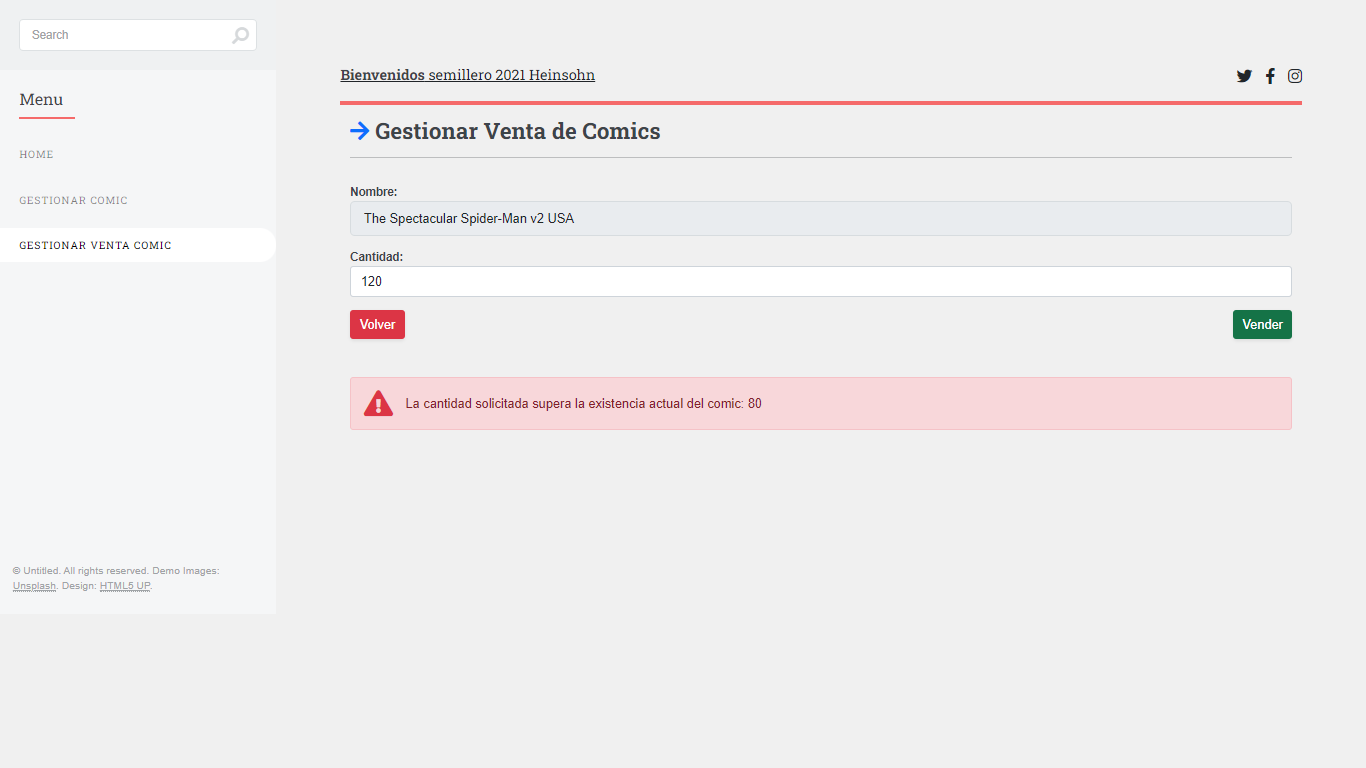 Search
Menu
HOME
GESTIONAR COMIC
GESTIONAR VENTA COMIC
© Untitled. All rights reserved. Demo Images:
Unsplash. Design: HTML5 UP.
Bienvenidos semillero 2021 Heinsohn
Gestionar Venta de Comics
Nombre:
The Spectacular Spider-Man v2 USA
Cantidad:
120
Volver
Vender
La cantidad solicitada supera la existencia actual del comic: 80